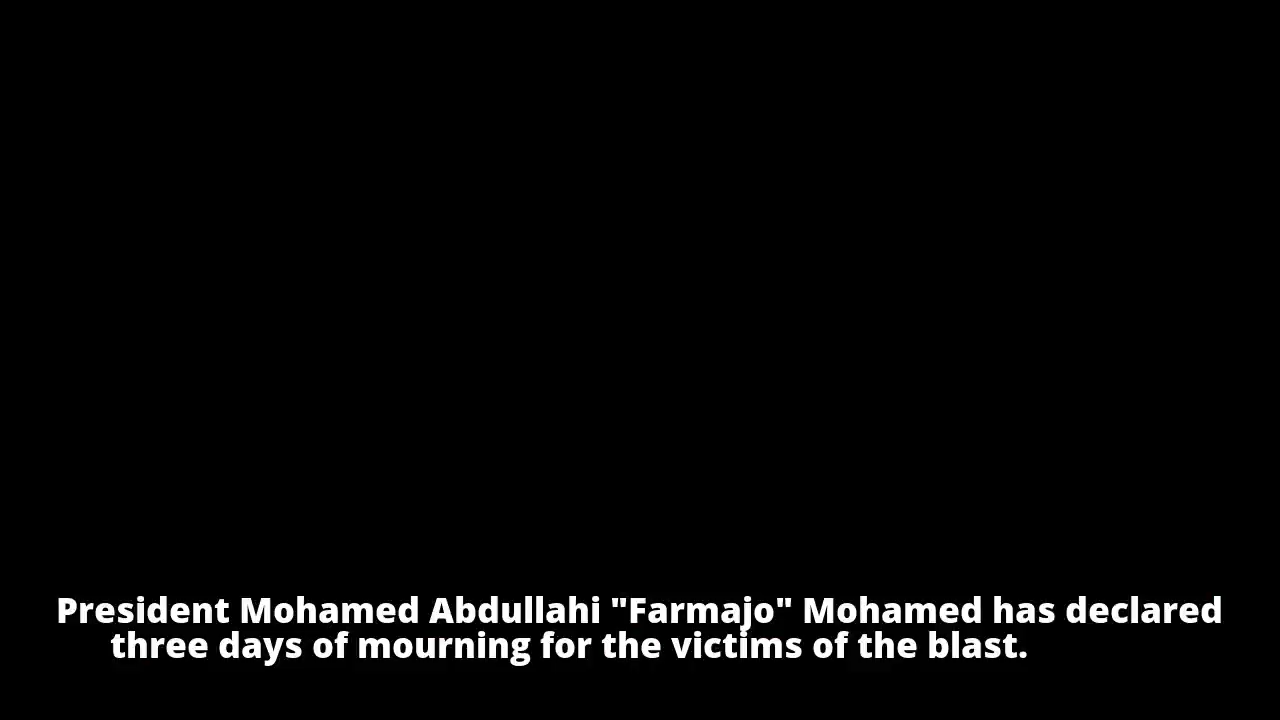 President Mohamed Abdullahi "Farmajo" Mohamed has declared
three days of mourning for the victims of the blast.